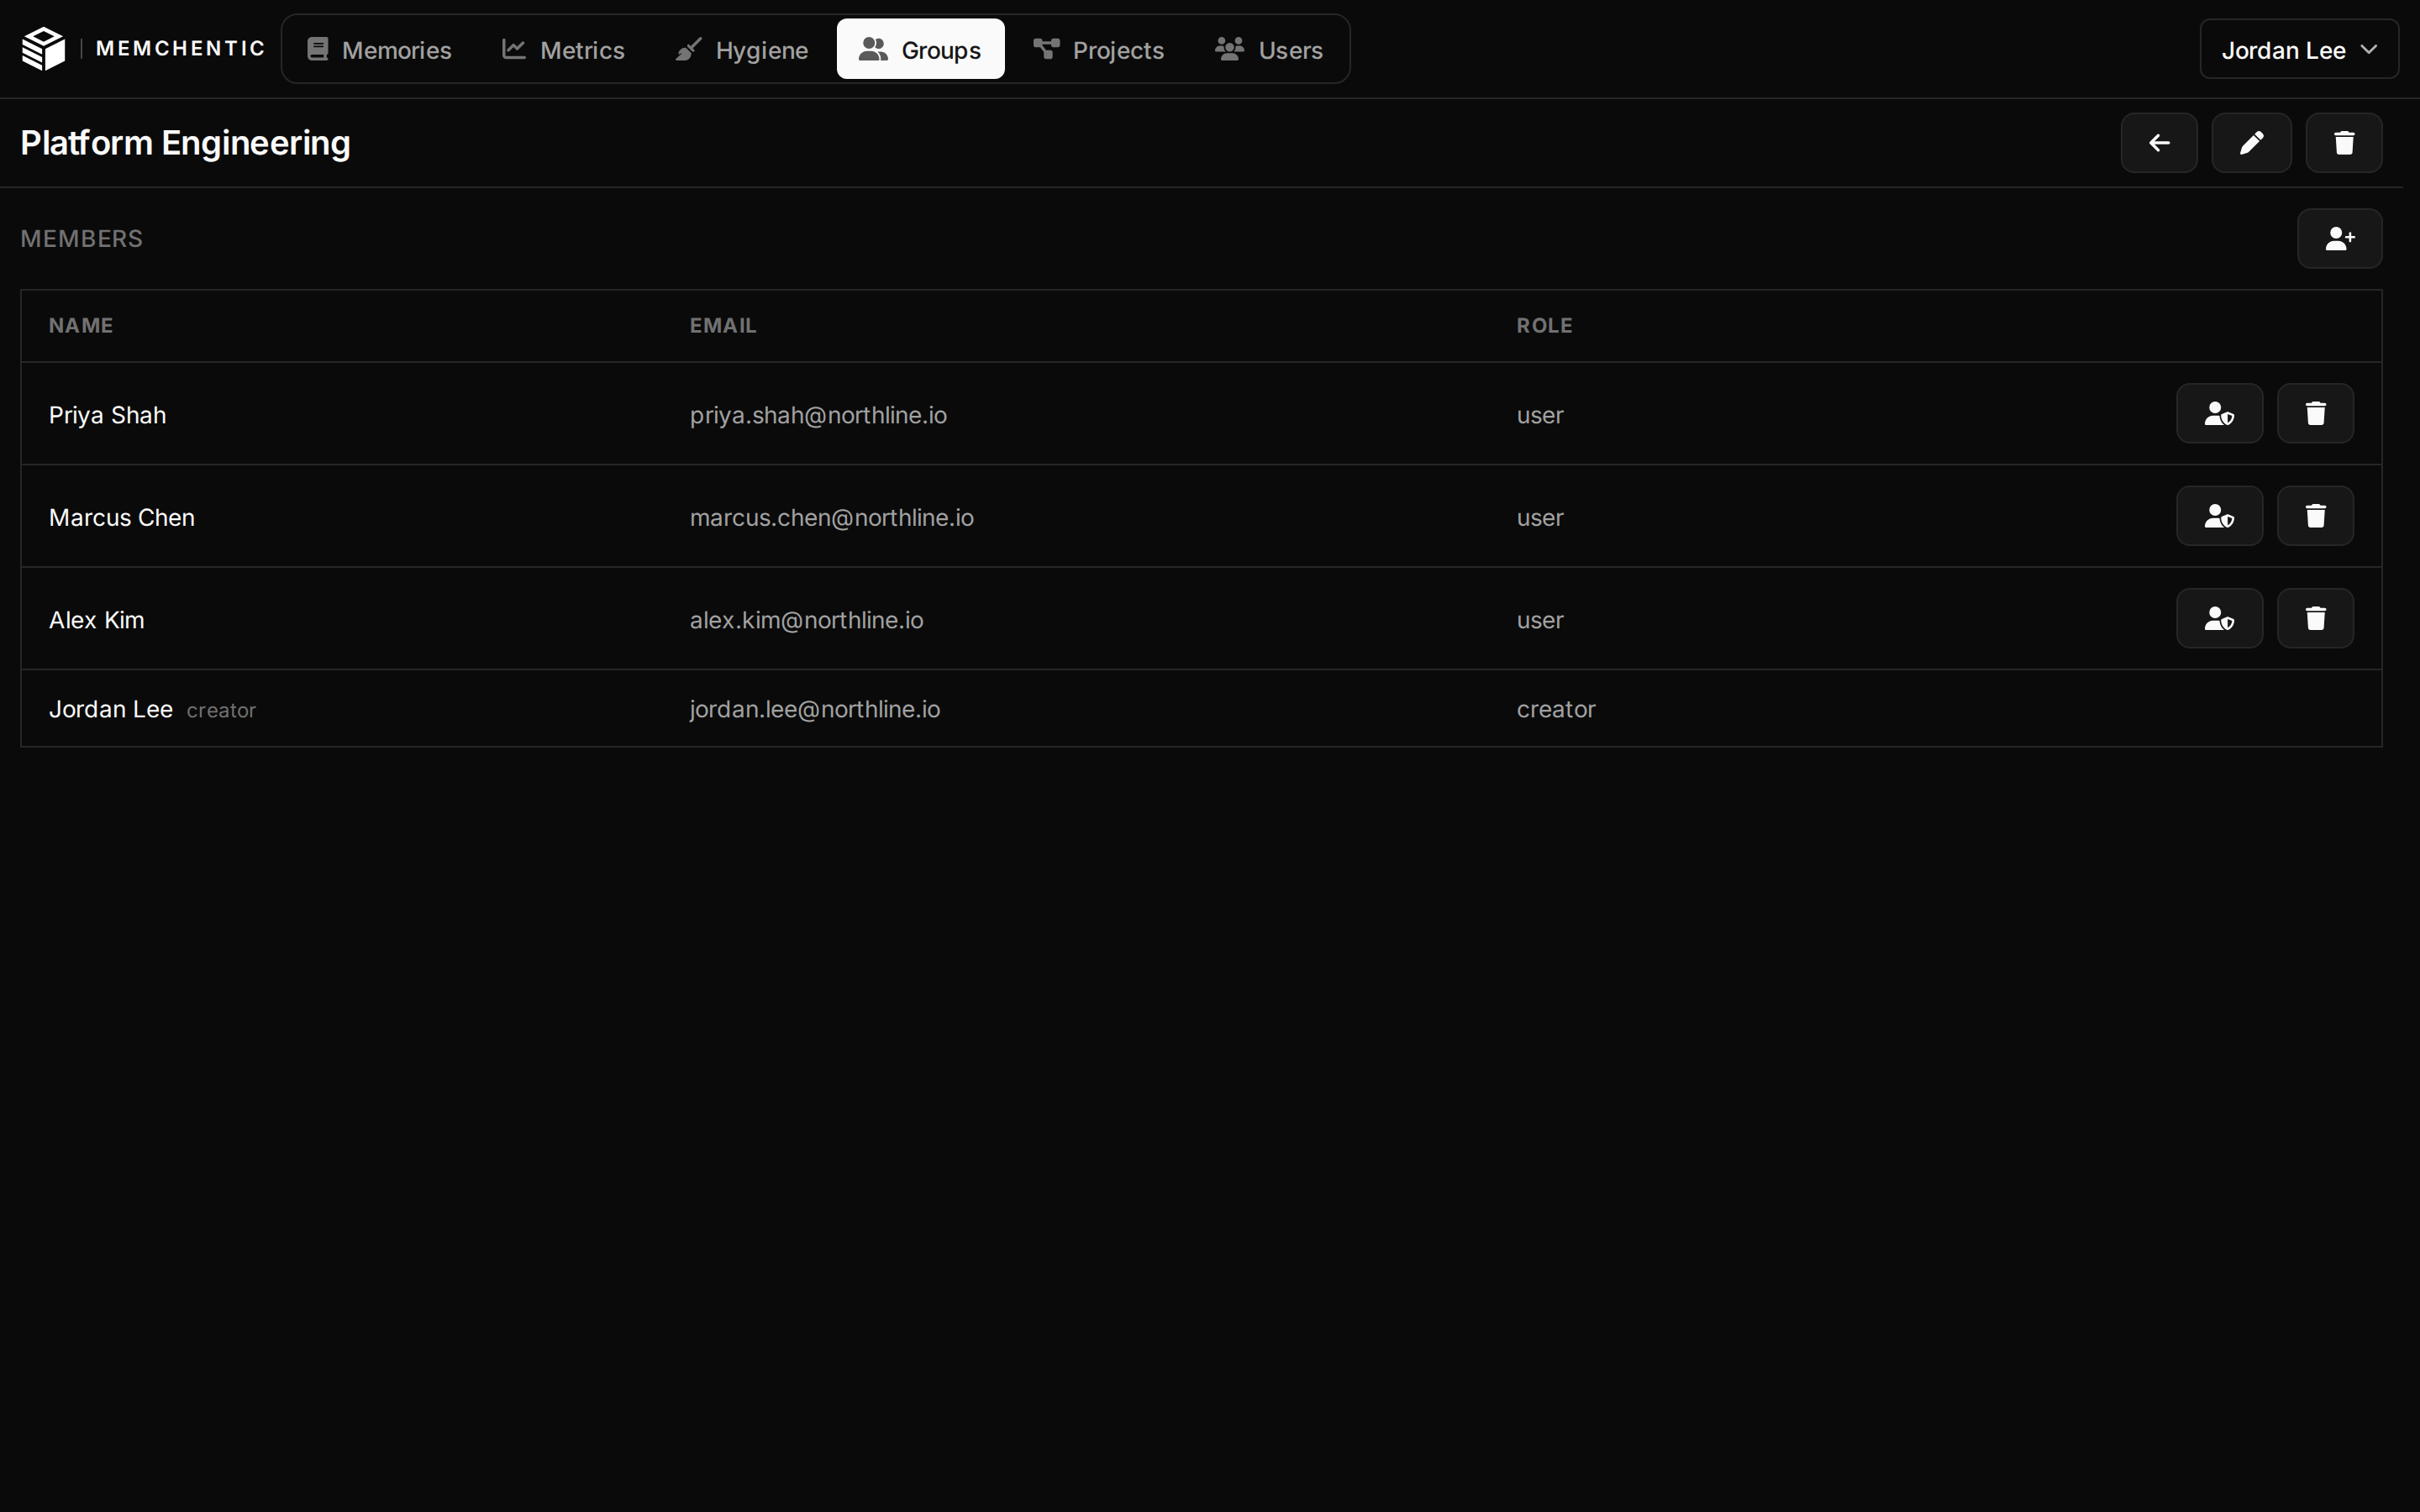 MEMCHENTIC Memories Metrics Hygiene Groups Projects Users Jordan Lee
Platform Engineering
MEMBERS
NAME EMAIL ROLE
Priya Shah priya.shah@northline.io user
Marcus Chen marcus.chen@northline.io user
Alex Kim alex.kim@northline.io user
Jordan Lee creator jordan.lee@northline.io creator